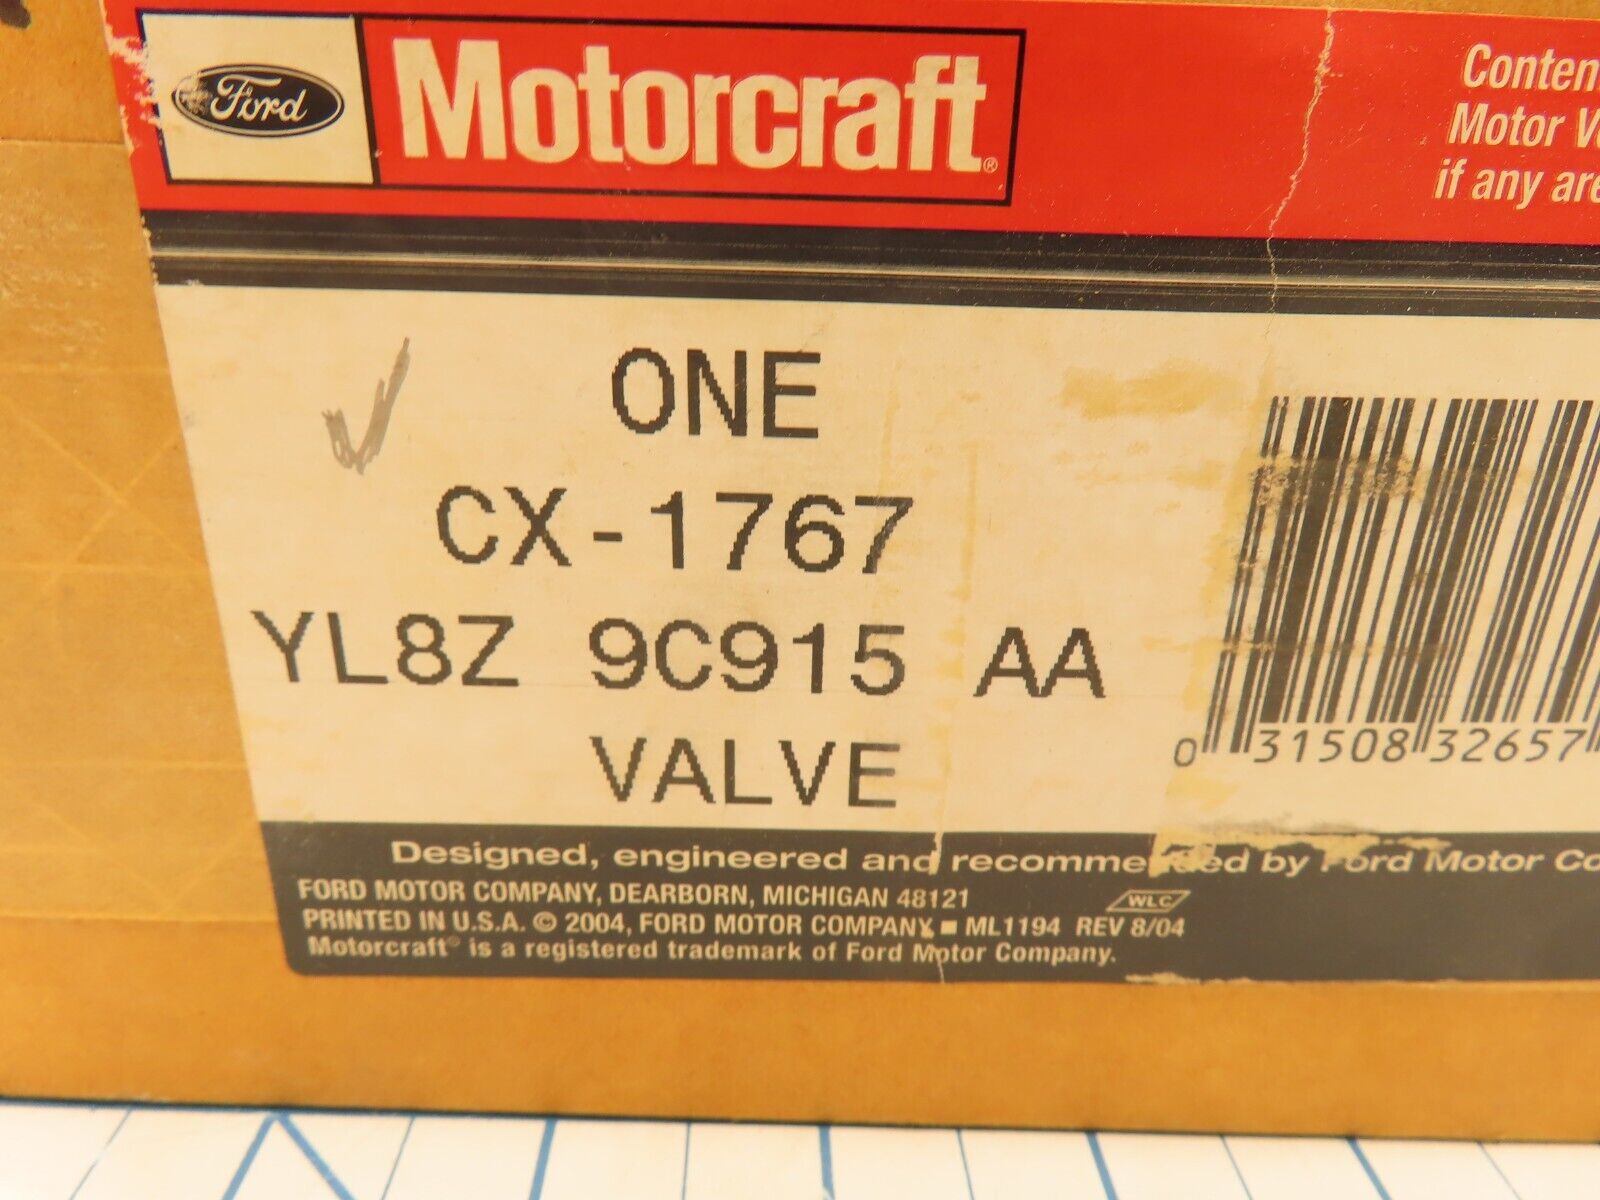 Ford
Motorcraft®
Motor
if any are
ONE
CX-1767
YL8Z 9C915 AA
VALVE
0 31508 32657
Designed, engineered and recommended by Ford Motor
FORD MOTOR COMPANY, DEARBORN, MICHIGAN 48121
WLC
PRINTED IN U.S.A. © 2004, FORD MOTOR COMPANY ■ ML1194 REV 8/04
Motorcraft® is a registered trademark of Ford Motor Company.